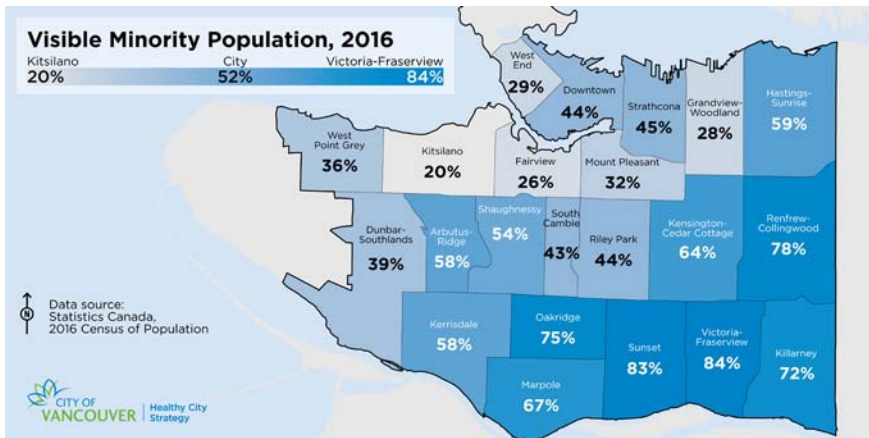 Visible Minority Population, 2016
Kitsilano City Victoria-Fraserview
20% 52% 84%
West
End
29%
Downtown
44%
Strathcona
45%
Grandview-
Woodland
28%
Hastings-
Sunrise
59%
West
Point Grey
36%
Kitsilano
20%
Fairview
26%
Mount Pleasant
32%
Dunbar-
Southlands
39%
Arbutus-
Ridge
58%
Shaughnessy
54%
South
Cambie
43%
Riley Park
44%
Kensington-
Cedar Cottage
64%
Renfrew-
Collingwood
78%
Kerrisdale
58%
Oakridge
75%
Marpole
67%
Sunset
83%
Victoria-
Fraserview
84%
Killarney
72%
N
Data source:
Statistics Canada,
2016 Census of Population
CITY OF
VANCOUVER
Healthy City
Strategy